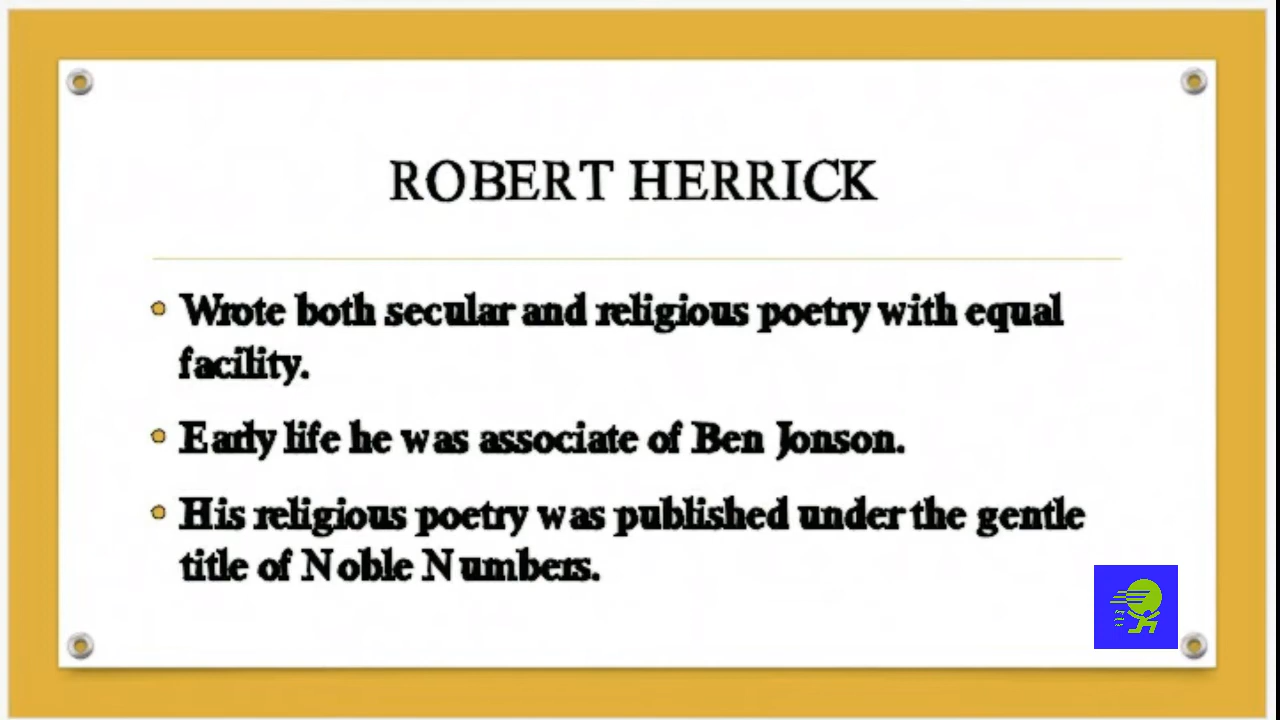 ROBERT HERRICK
Wrote both secular and religious poetry with equal
facility.
Early life he was associate of Ben Jonson.
His religious poetry was published under the gentle
title of Noble Numbers.